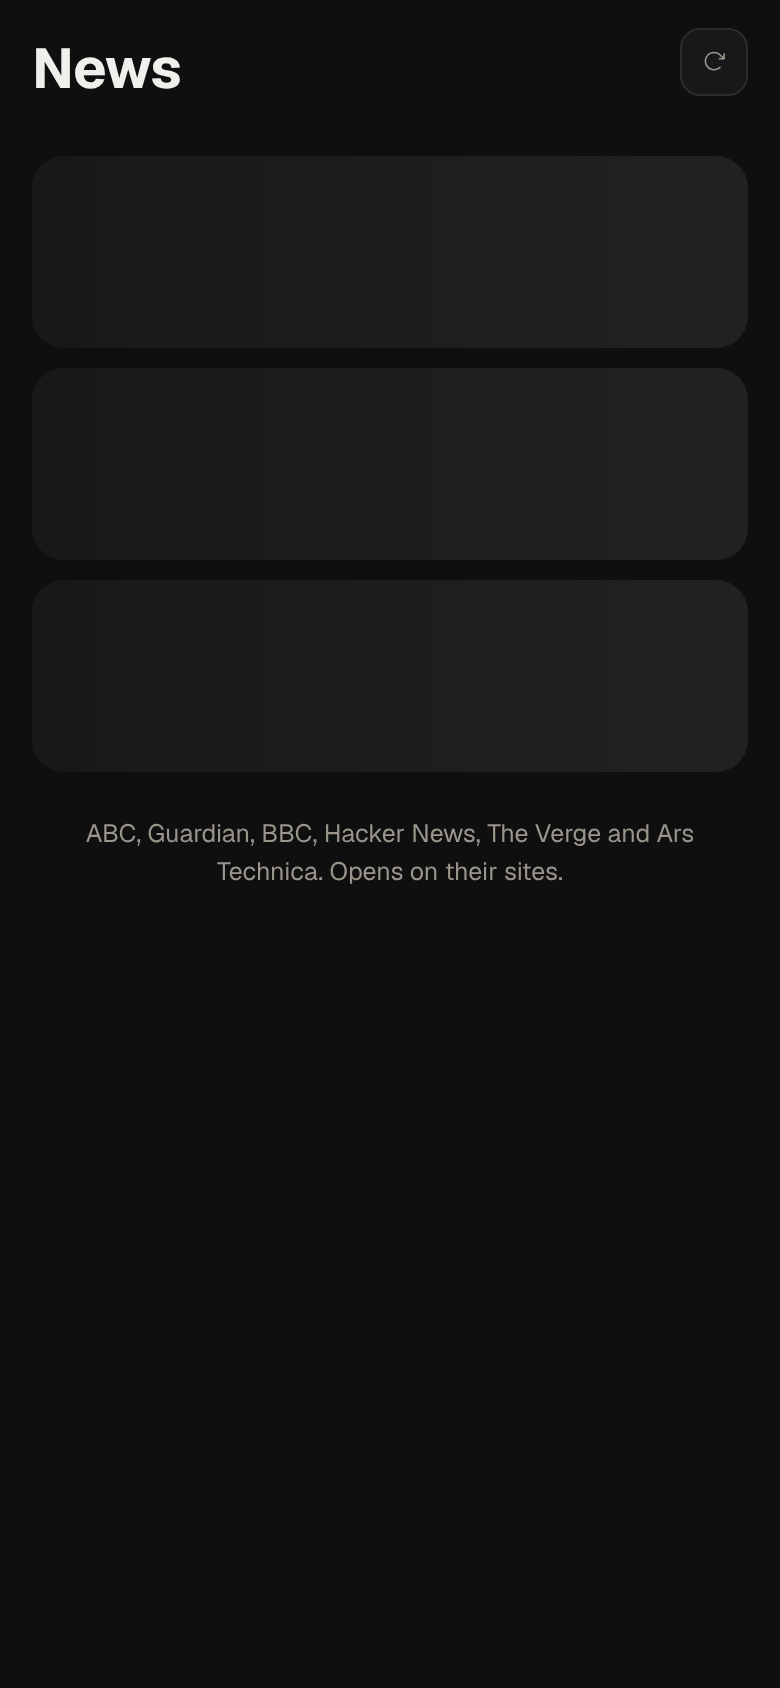 News
ABC, Guardian, BBC, Hacker News, The Verge and Ars
Technica. Opens on their sites.